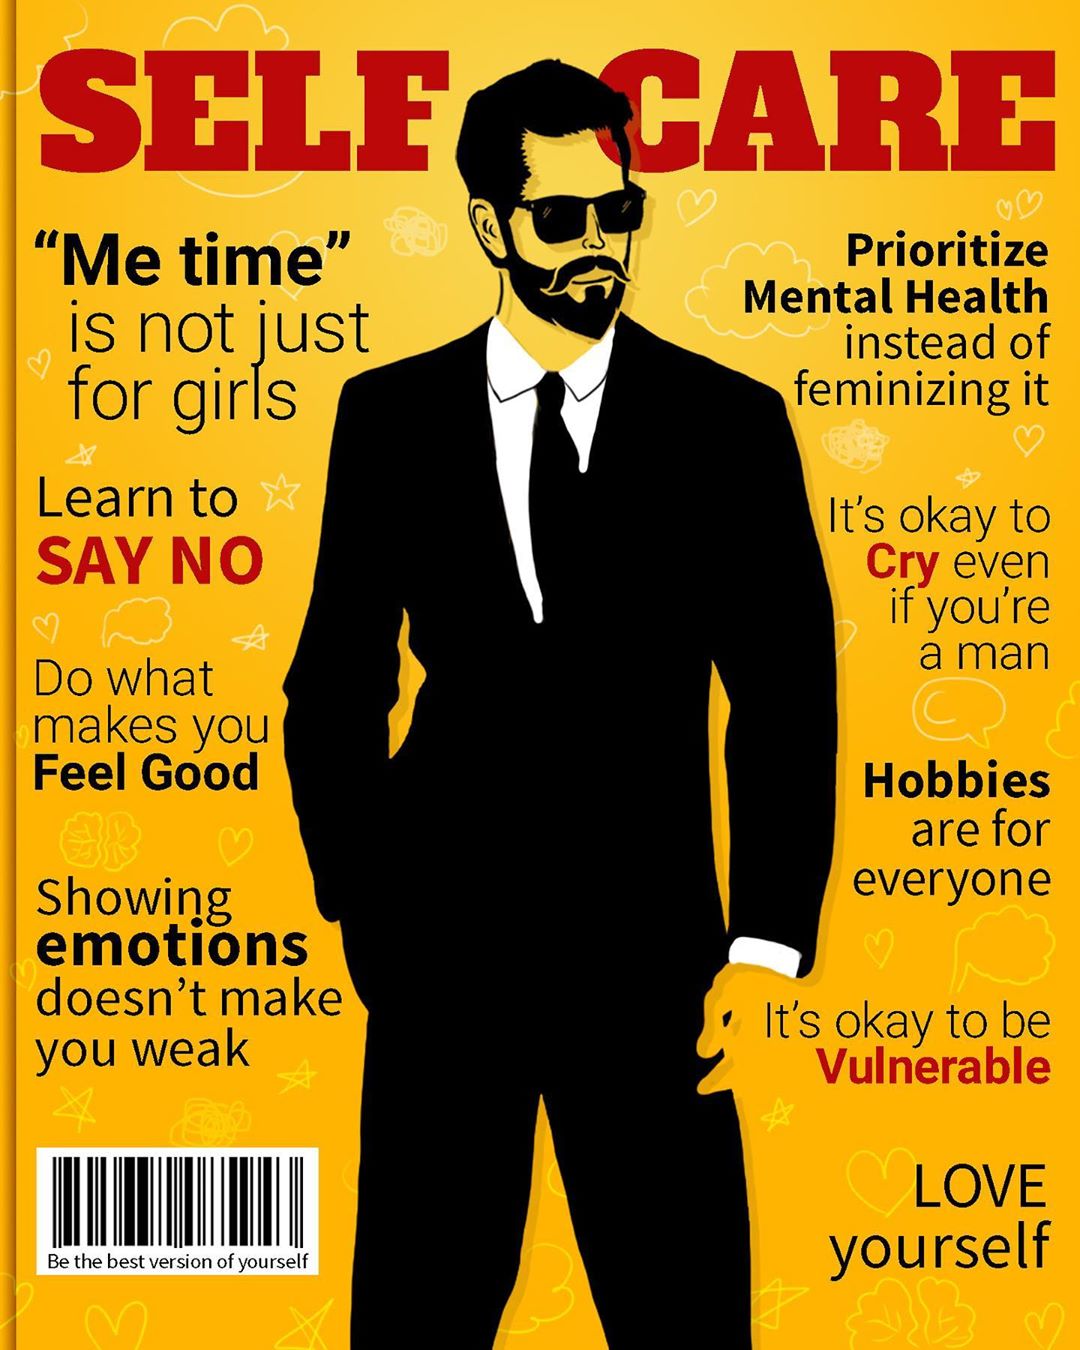 SELF CARE
“Me time”
is not just
for girls
Learn to
SAY NO
Do what
makes you
Feel Good
Showing
emotions
doesn’t make
you weak
Be the best version of yourself
Prioritize
Mental Health
instead of
feminizing it
It’s okay to
Cry even
if you’re
a man
Hobbies
are for
everyone
It’s okay to be
Vulnerable
LOVE
yourself